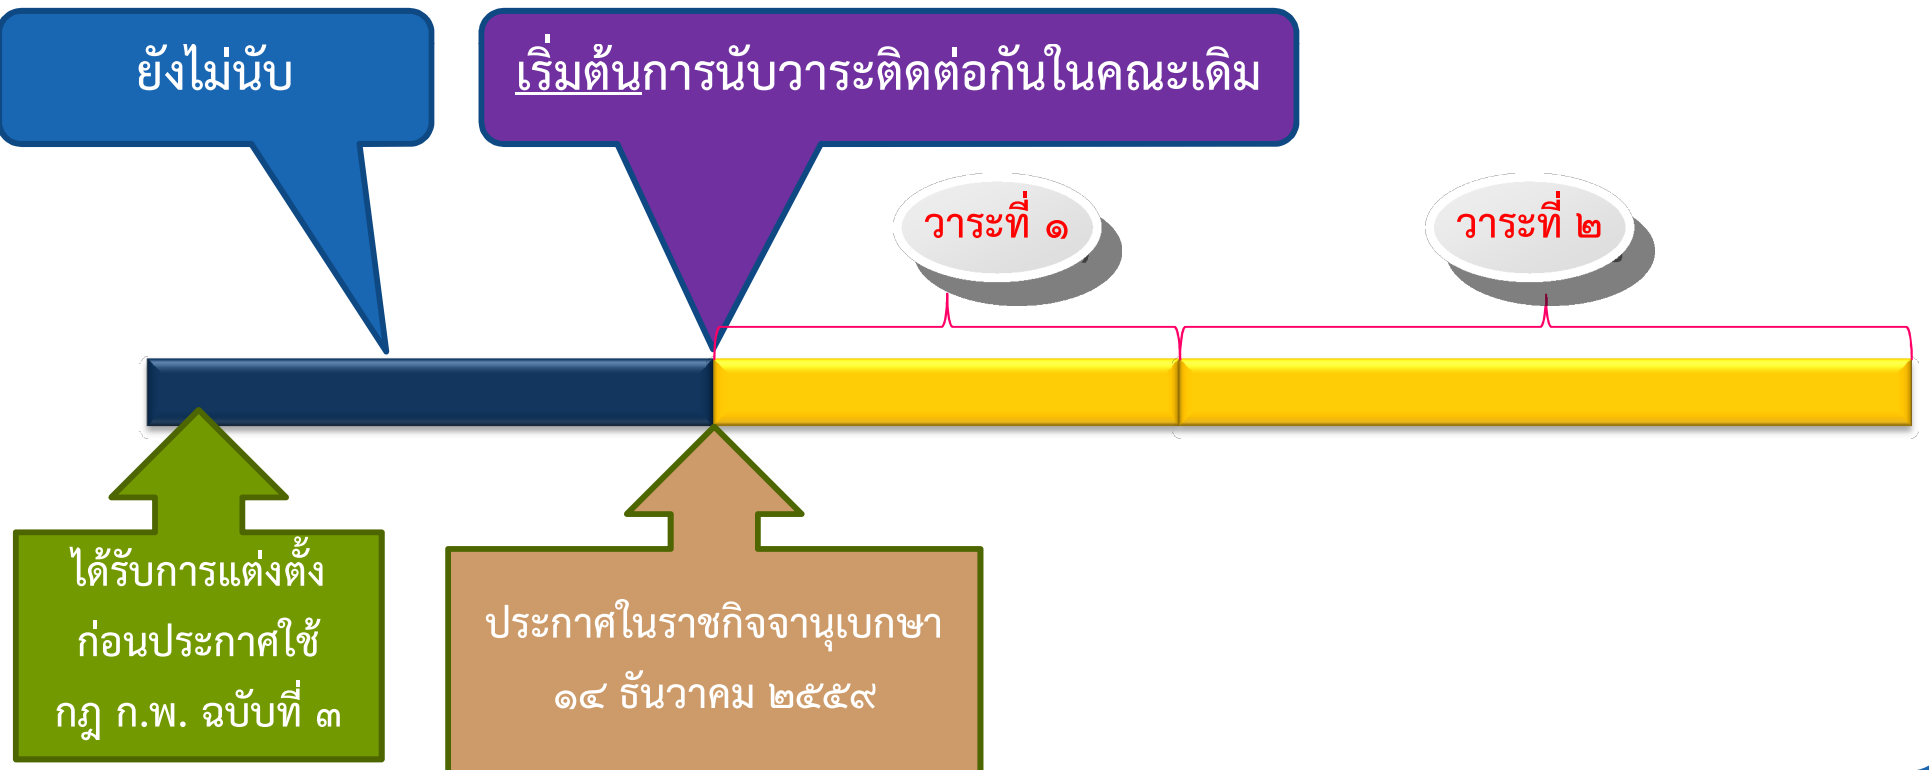 ยังไม่นับ
เริ่มต้นการนับวาระติดต่อกันในคณะเดิม
วาระที่ ๑
วาระที่ ๒
ได้รับการแต่งตั้ง
ก่อนประกาศใช้
กฎ ก.พ. ฉบับที่ ๓
ประกาศในราชกิจจานุเบกษา
๑๔ ธันวาคม ๒๕๕๙